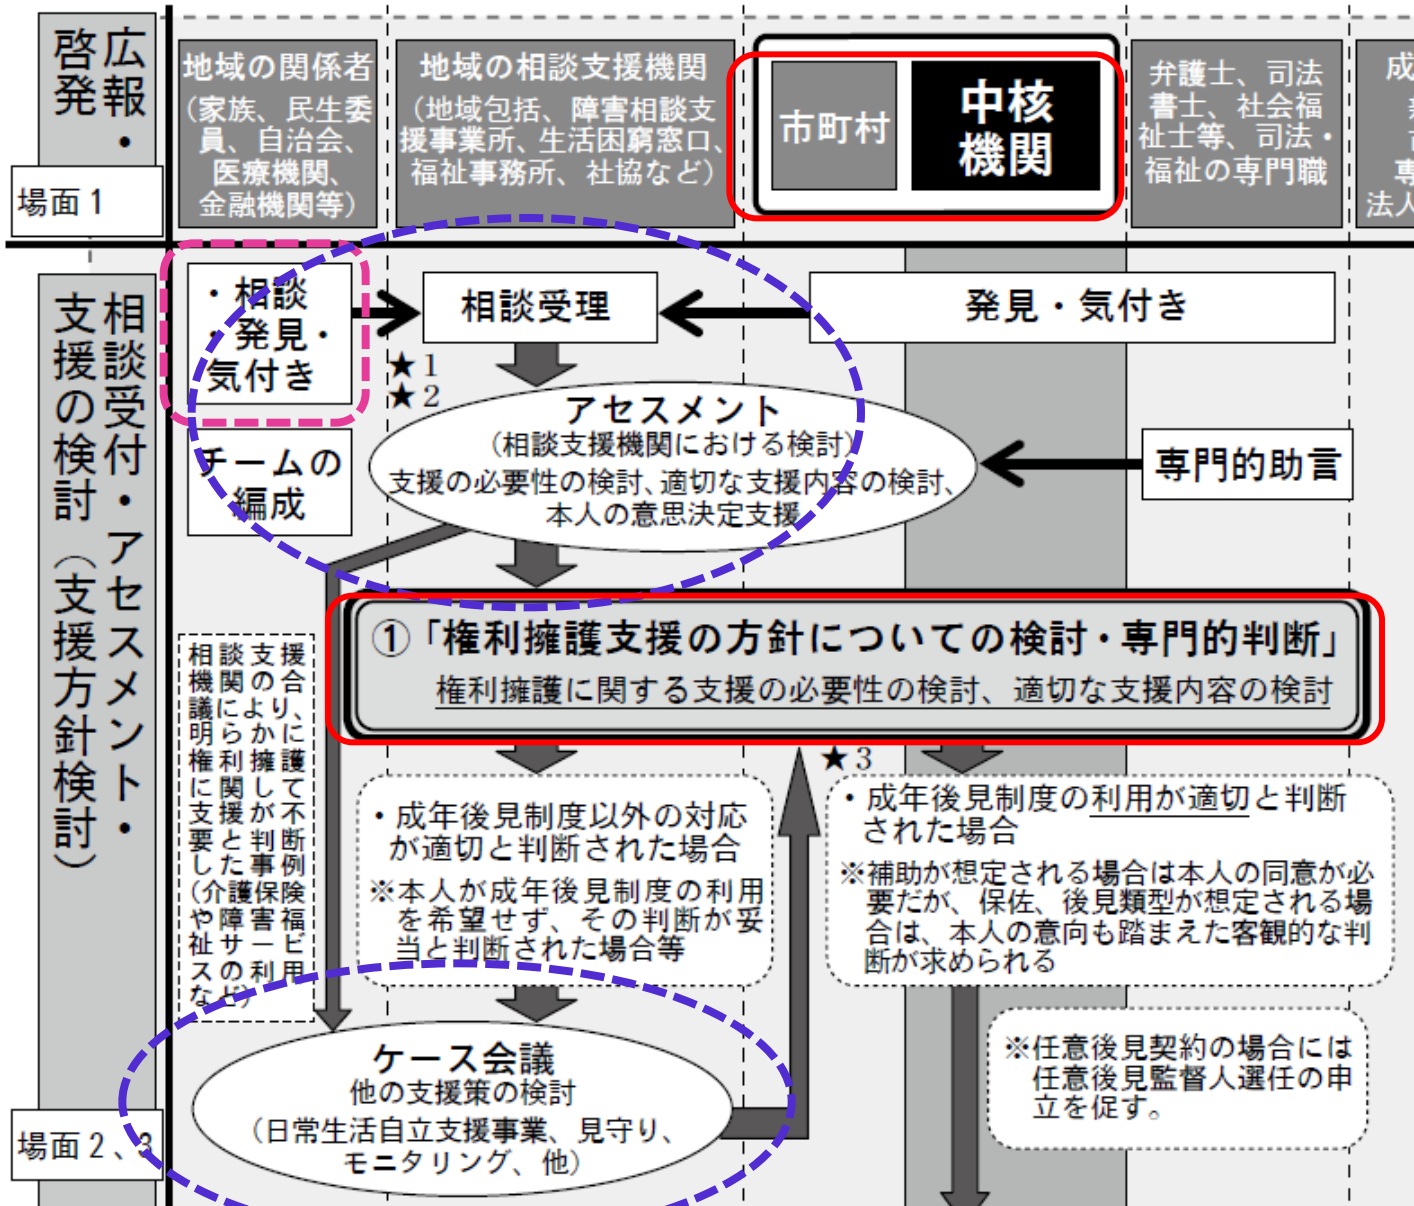 広報・
啓発
場面1
地域の関係者
（家族、民生委
員、自治会、
医療機関、
金融機関等）
地域の相談支援機関
（地域包括、障害相談支
援事業所、生活困窮窓口、
福祉事務所、社協など）
市町村
中核
機関
弁護士、司法
書士、社会福
祉士等、司法・
福祉の専門職
成
専
法人
相談受付・アセスメント・
支援の検討（支援方針検討）
・相談
・発見・
気付き
相談受理
発見・気付き
★1
★2
チームの
編成
アセスメント
（相談支援機関における検討）
支援の必要性の検討、適切な支援内容の検討、
本人の意思決定支援
専門的助言
①「権利擁護支援の方針についての検討・専門的判断」
権利擁護に関する支援の必要性の検討、適切な支援内容の検討
相談支援
機関の合
議により、
明らかに
権利擁護
に関して
支援が不
要と判断
した事例
（介護保険
や障害福
祉サービ
スの利用
など）
・成年後見制度以外の対応
が適切と判断された場合
※本人が成年後見制度の利用
を希望せず、その判断が妥
当と判断された場合等
★3
・成年後見制度の利用が適切と判断
された場合
※補助が想定される場合は本人の同意が必
要だが、保佐、後見類型が想定される場
合は、本人の意向も踏まえた客観的な判
断が求められる
※任意後見契約の場合には
任意後見監督人選任の申
立を促す。
ケース会議
他の支援策の検討
（日常生活自立支援事業、見守り、
モニタリング、他）
場面2、3